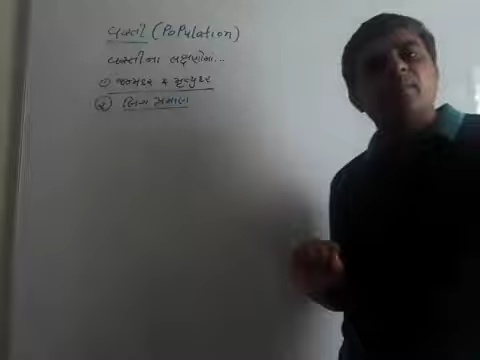 વસ્તી (PoPulation)
વસ્તીના લક્ષણોમાં...
① જન્મદર ક મૃત્યુદર
② લિંગ પ્રમાણ